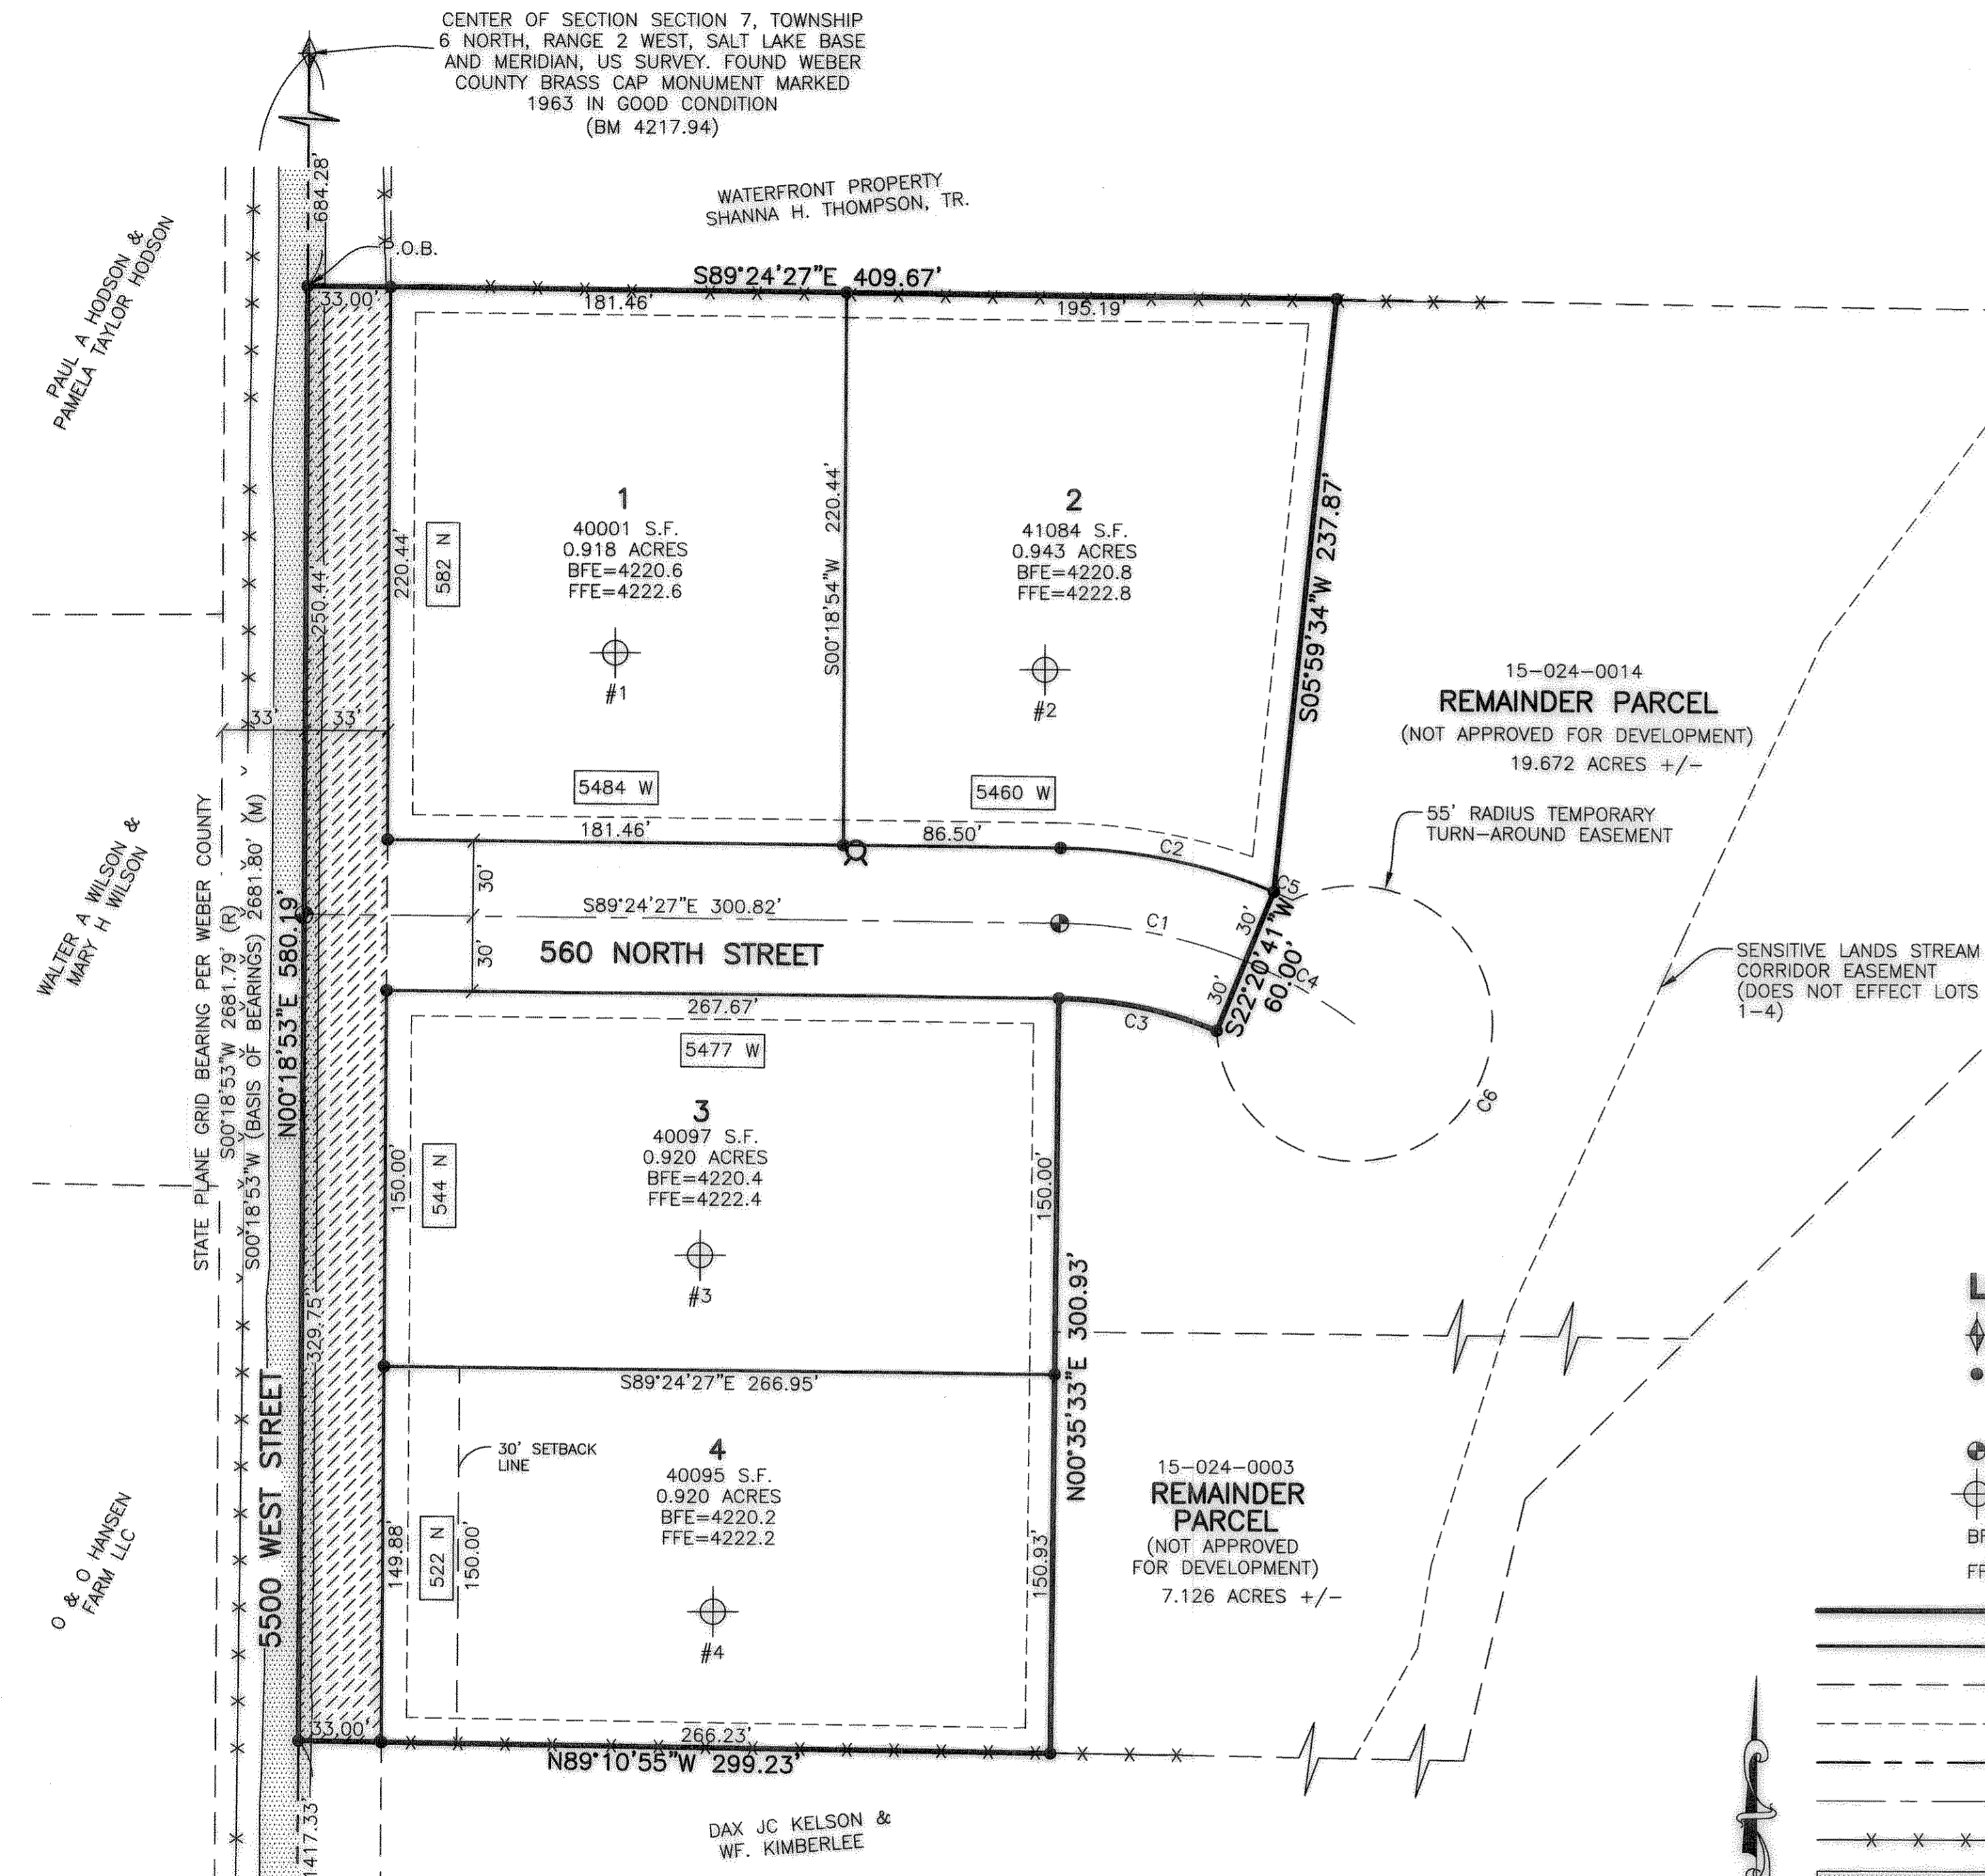 CENTER OF SECTION SECTION 7, TOWNSHIP
6 NORTH, RANGE 2 WEST, SALT LAKE BASE
AND MERIDIAN, US SURVEY. FOUND WEBER
COUNTY BRASS CAP MONUMENT MARKED
1963 IN GOOD CONDITION
(BM 4217.94)
684.28'
WATERFRONT PROPERTY
SHANNA H. THOMPSON, TR.
P.O.B.
PAUL A HODSON &
PAMELA TAYLOR HODSON
S89°24'27"E 409.67'
33.00'
181.46'
195.19'
1
40001 S.F.
0.918 ACRES
BFE=4220.6
FFE=4222.6
#1
582 N
220.44'
250.44'
S00°18'54"W 220.44'
2
41084 S.F.
0.943 ACRES
BFE=4220.8
FFE=4222.8
#2
S05°59'34"W 237.87'
15-024-0014
REMAINDER PARCEL
(NOT APPROVED FOR DEVELOPMENT)
19.672 ACRES +/-
33'
33'
5484 W
5460 W
55' RADIUS TEMPORARY
TURN-AROUND EASEMENT
181.46'
86.50'
C2
C5
30'
30'
S89°24'27"E 300.82'
C1
560 NORTH STREET
30'
30'
S22°20'41"W
60.00'
C4
C3
C6
SENSITIVE LANDS STREAM
CORRIDOR EASEMENT
(DOES NOT EFFECT LOTS
1-4)
WALTER A WILSON &
MARY H WILSON
STATE PLANE GRID BEARING PER WEBER COUNTY
S00°18'53"W 2681.79' (R)
S00°18'53"W (BASIS OF BEARINGS) 2681.80' (M)
N00°18'53"E 580.19'
267.67'
5477 W
3
40097 S.F.
0.920 ACRES
BFE=4220.4
FFE=4222.4
#3
544 N
150.00'
150.00'
329.75'
N00°35'33"E 300.93'
S89°24'27"E 266.95'
30' SETBACK
LINE
4
40095 S.F.
0.920 ACRES
BFE=4220.2
FFE=4222.2
#4
522 N
149.88'
150.00'
150.93'
5500 WEST STREET
O & O HANSEN
FARM LLC
15-024-0003
REMAINDER
PARCEL
(NOT APPROVED
FOR DEVELOPMENT)
7.126 ACRES +/-
L
BF
FF
33.00'
266.23'
N89°10'55"W 299.23'
1417.33'
DAX JC KELSON &
WF. KIMBERLEE